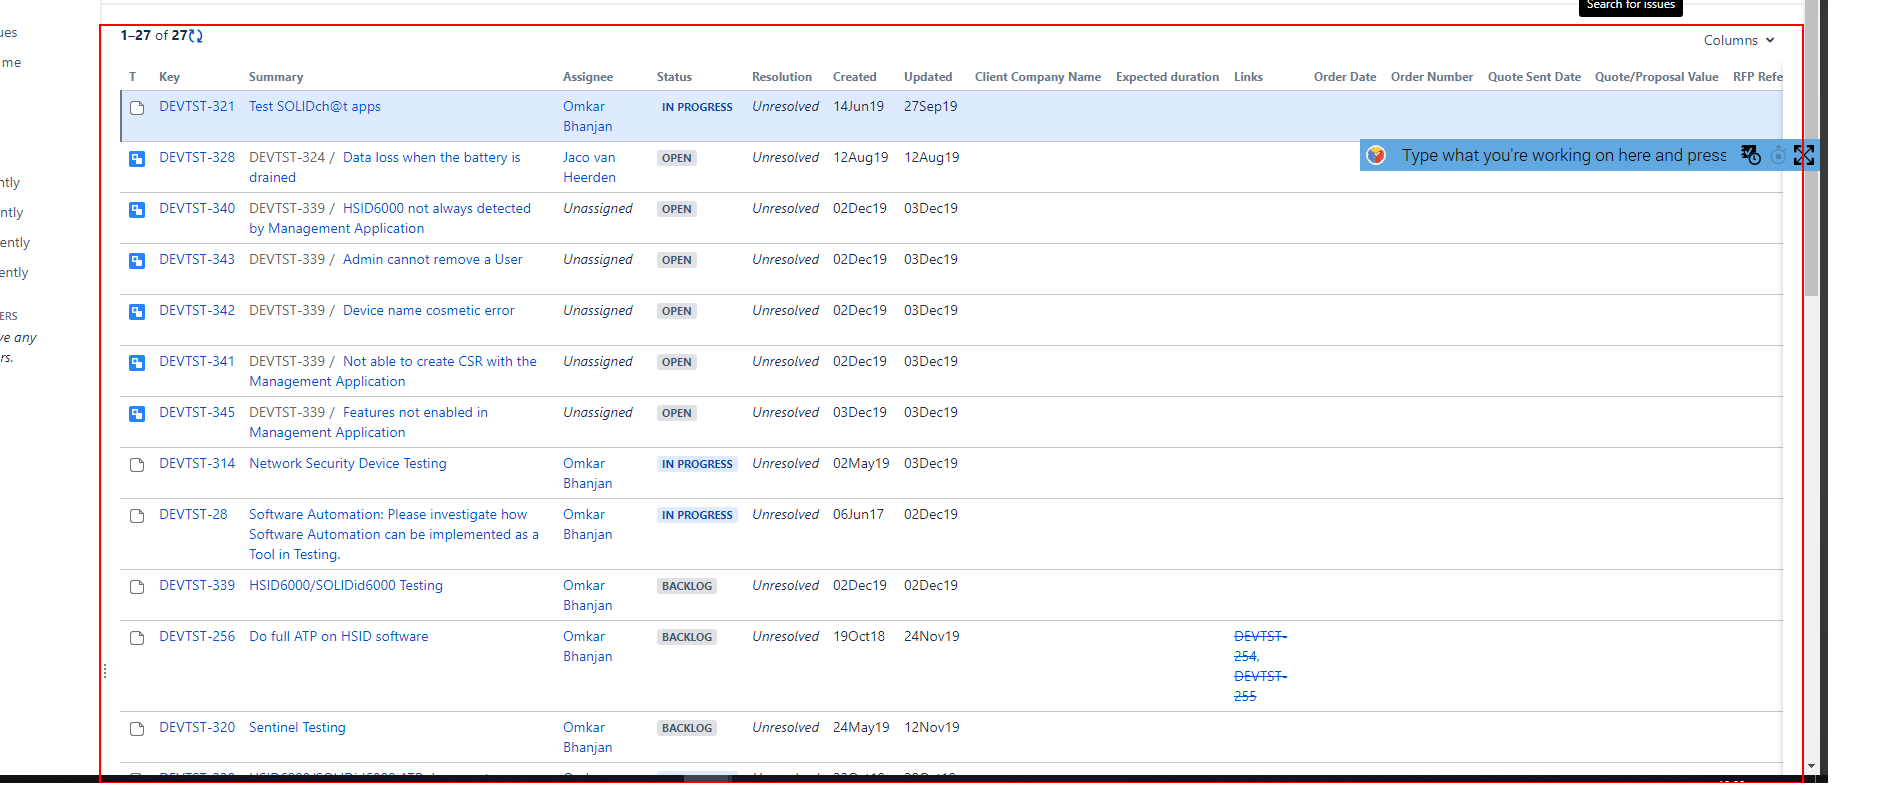 Search for issues
ues
me
ntly
ntly
ently
ently
ERS
ve any
rs.
1–27 of 27
Columns
T Key Summary Assignee Status Resolution Created Updated Client Company Name Expected duration Links Order Date Order Number Quote Sent Date Quote/Proposal Value RFP Refe
DEVTST-321 Test SOLIDch@t apps Omkar IN PROGRESS Unresolved 14Jun19 27Sep19
Bhanjan
Type what you're working on here and press
DEVTST-328 DEVTST-324 / Data loss when the battery is Jaco van OPEN Unresolved 12Aug19 12Aug19
drained Heerden
DEVTST-340 DEVTST-339 / HSID6000 not always detected Unassigned OPEN Unresolved 02Dec19 03Dec19
by Management Application
DEVTST-343 DEVTST-339 / Admin cannot remove a User Unassigned OPEN Unresolved 02Dec19 03Dec19
DEVTST-342 DEVTST-339 / Device name cosmetic error Unassigned OPEN Unresolved 02Dec19 03Dec19
DEVTST-341 DEVTST-339 / Not able to create CSR with the Unassigned OPEN Unresolved 02Dec19 03Dec19
Management Application
DEVTST-345 DEVTST-339 / Features not enabled in Unassigned OPEN Unresolved 03Dec19 03Dec19
Management Application
DEVTST-314 Network Security Device Testing Omkar IN PROGRESS Unresolved 02May19 03Dec19
Bhanjan
DEVTST-28 Software Automation: Please investigate how Omkar IN PROGRESS Unresolved 06Jun17 02Dec19
Software Automation can be implemented as a Bhanjan
Tool in Testing.
DEVTST-339 HSID6000/SOLIDid6000 Testing Omkar BACKLOG Unresolved 02Dec19 02Dec19
Bhanjan
DEVTST-256 Do full ATP on HSID software Omkar BACKLOG Unresolved 19Oct18 24Nov19 DEVTST-
Bhanjan 254,
DEVTST-
255
DEVTST-320 Sentinel Testing Omkar BACKLOG Unresolved 24May19 12Nov19
Bhanjan